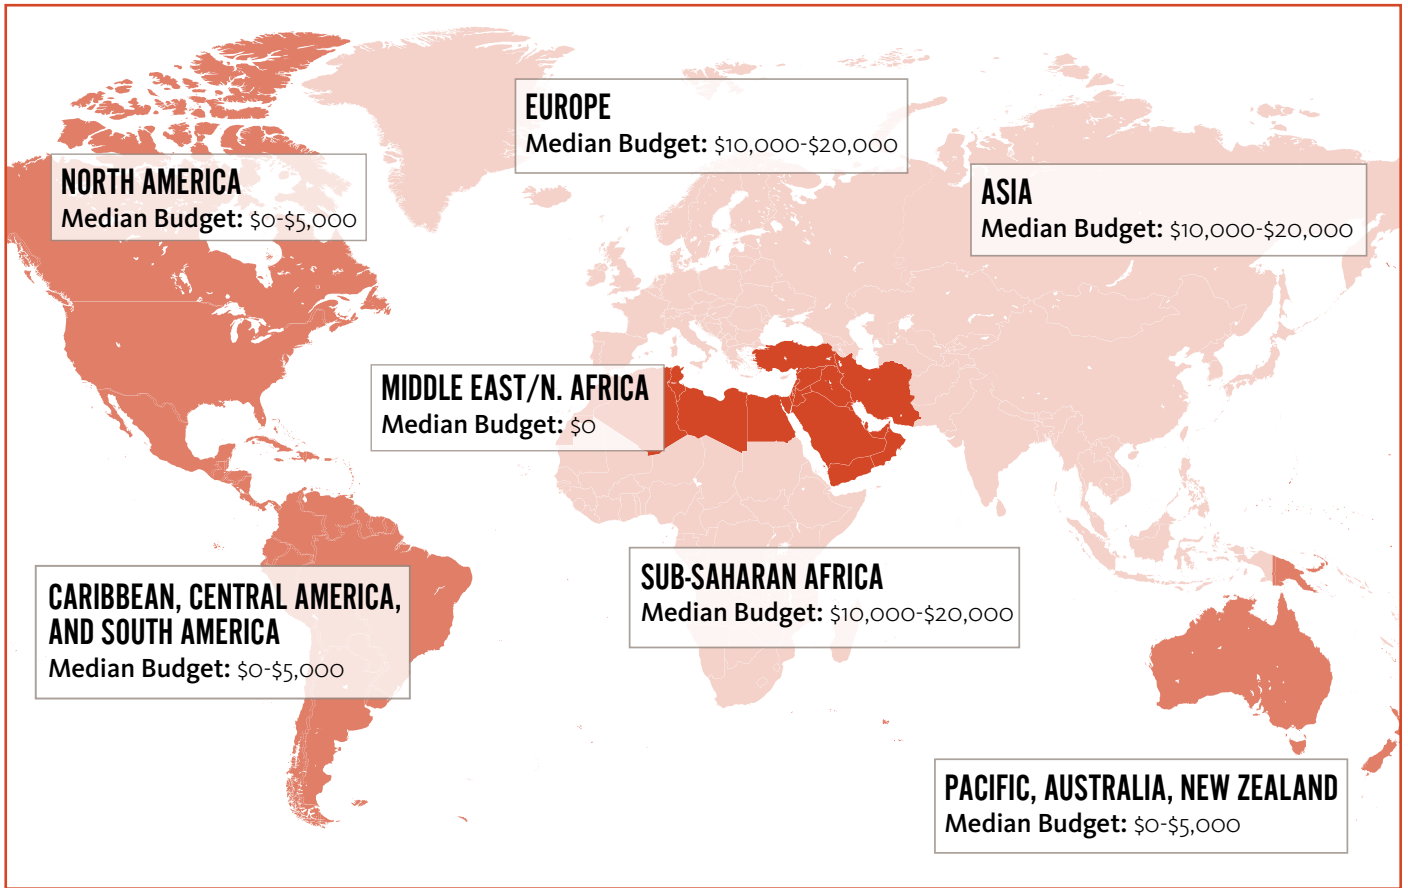 EUROPE
Median Budget: $10,000-$20,000
NORTH AMERICA
Median Budget: $0-$5,000
ASIA
Median Budget: $10,000-$20,000
MIDDLE EAST/N. AFRICA
Median Budget: $0
SUB-SAHARAN AFRICA
Median Budget: $10,000-$20,000
CARIBBEAN, CENTRAL AMERICA,
AND SOUTH AMERICA
Median Budget: $0-$5,000
PACIFIC, AUSTRALIA, NEW ZEALAND
Median Budget: $0-$5,000